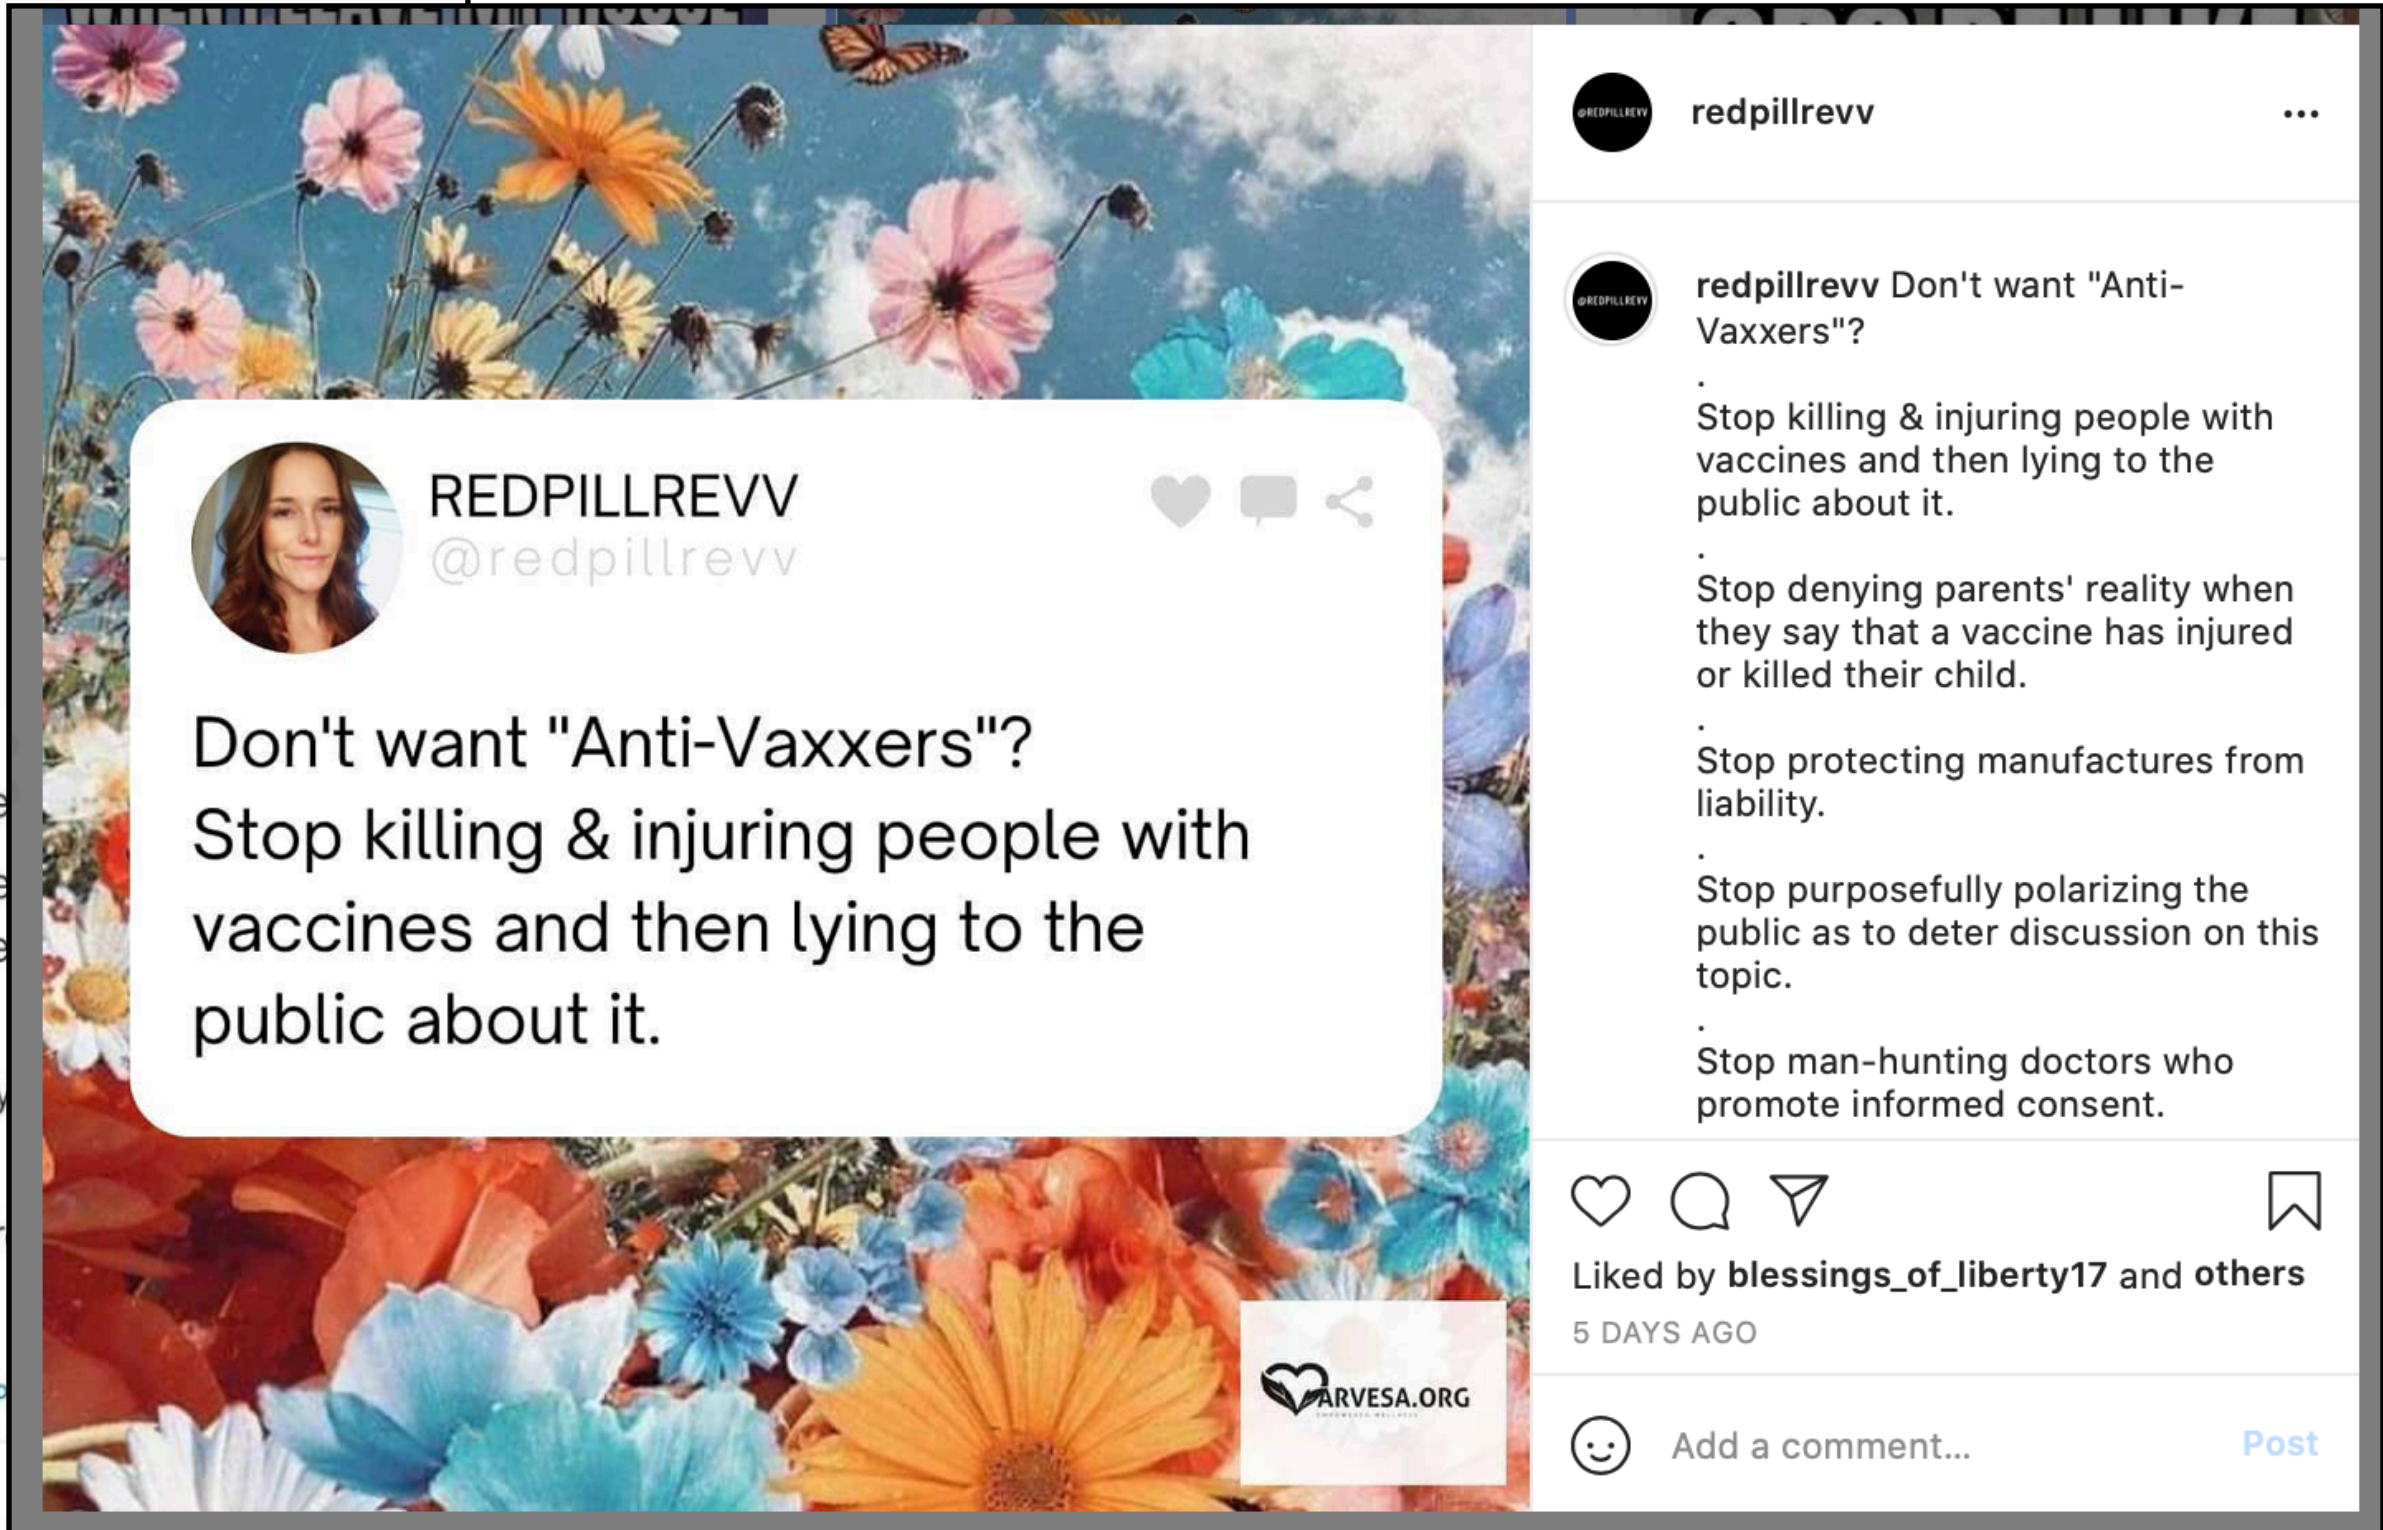 REDPILLREVV
@redpillrevv
Don't want "Anti-Vaxxers"?
Stop killing & injuring people with
vaccines and then lying to the
public about it.
ARVESA.ORG
@REDPILLREVV
redpillrevv
@REDPILLREVV
redpillrevv Don't want "Anti-
Vaxxers"?
.
Stop killing & injuring people with
vaccines and then lying to the
public about it.
.
Stop denying parents' reality when
they say that a vaccine has injured
or killed their child.
.
Stop protecting manufactures from
liability.
.
Stop purposefully polarizing the
public as to deter discussion on this
topic.
.
Stop man-hunting doctors who
promote informed consent.
Liked by blessings_of_liberty17 and others
5 DAYS AGO
Add a comment...
Post